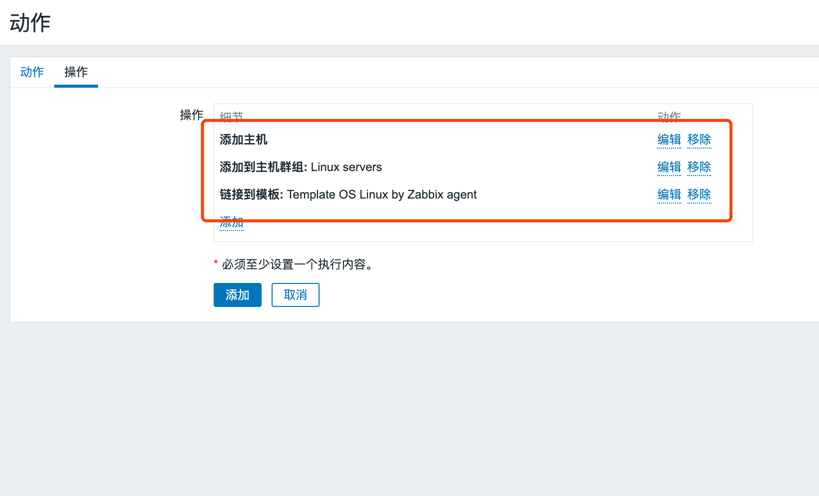 动作
动作 操作
操作 细节 动作
添加主机 编辑 移除
添加到主机群组: Linux servers 编辑 移除
链接到模板: Template OS Linux by Zabbix agent 编辑 移除
添加
* 必须至少设置一个执行内容。
添加 取消